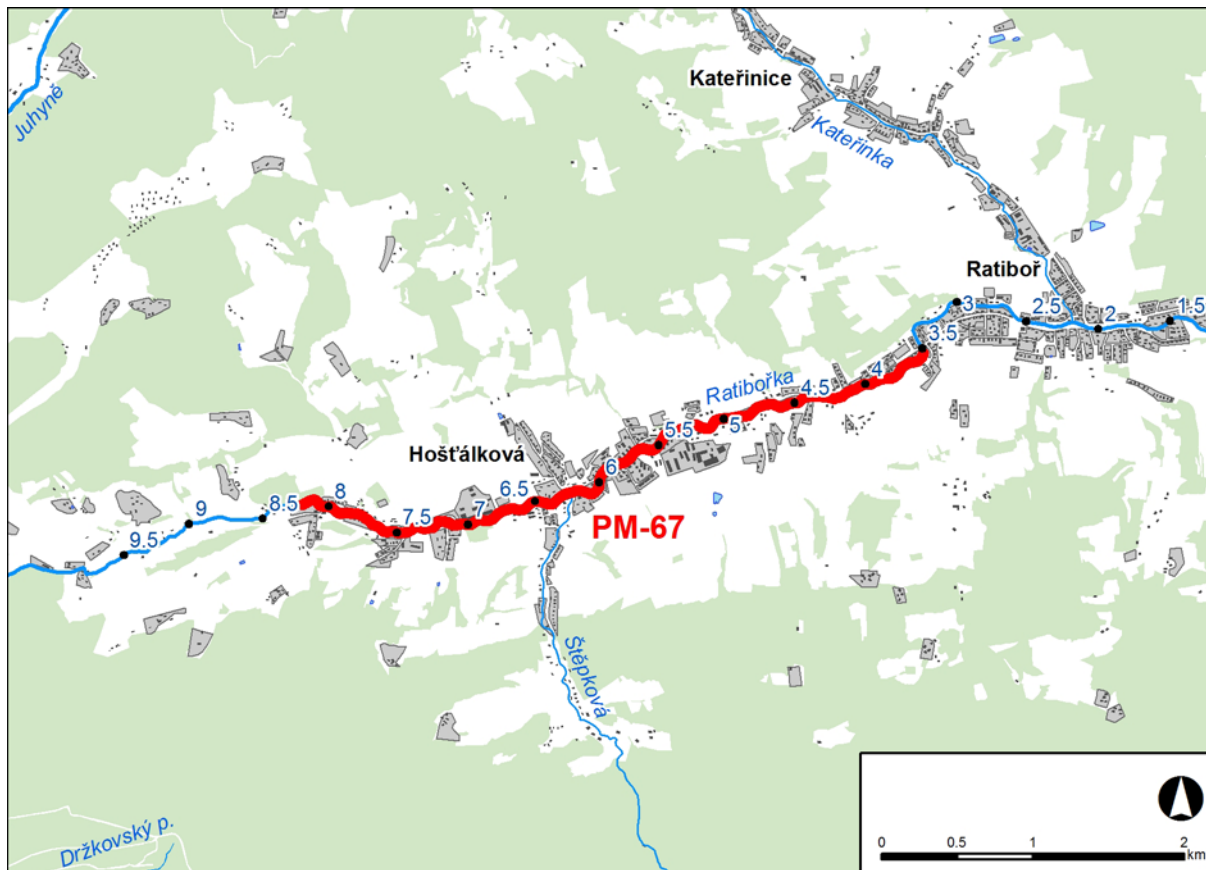 Kateřinice
Juhyně
Kateřinka
Ratiboř
3
2.5
2
1.5
3.5
Ratibořka
4
4.5
5
5.5
Hošťálková
6
6.5
7
7.5
8
8.5
9
9.5
PM-67
Štěpková
Držkovský p.
0 0.5 1 2
km